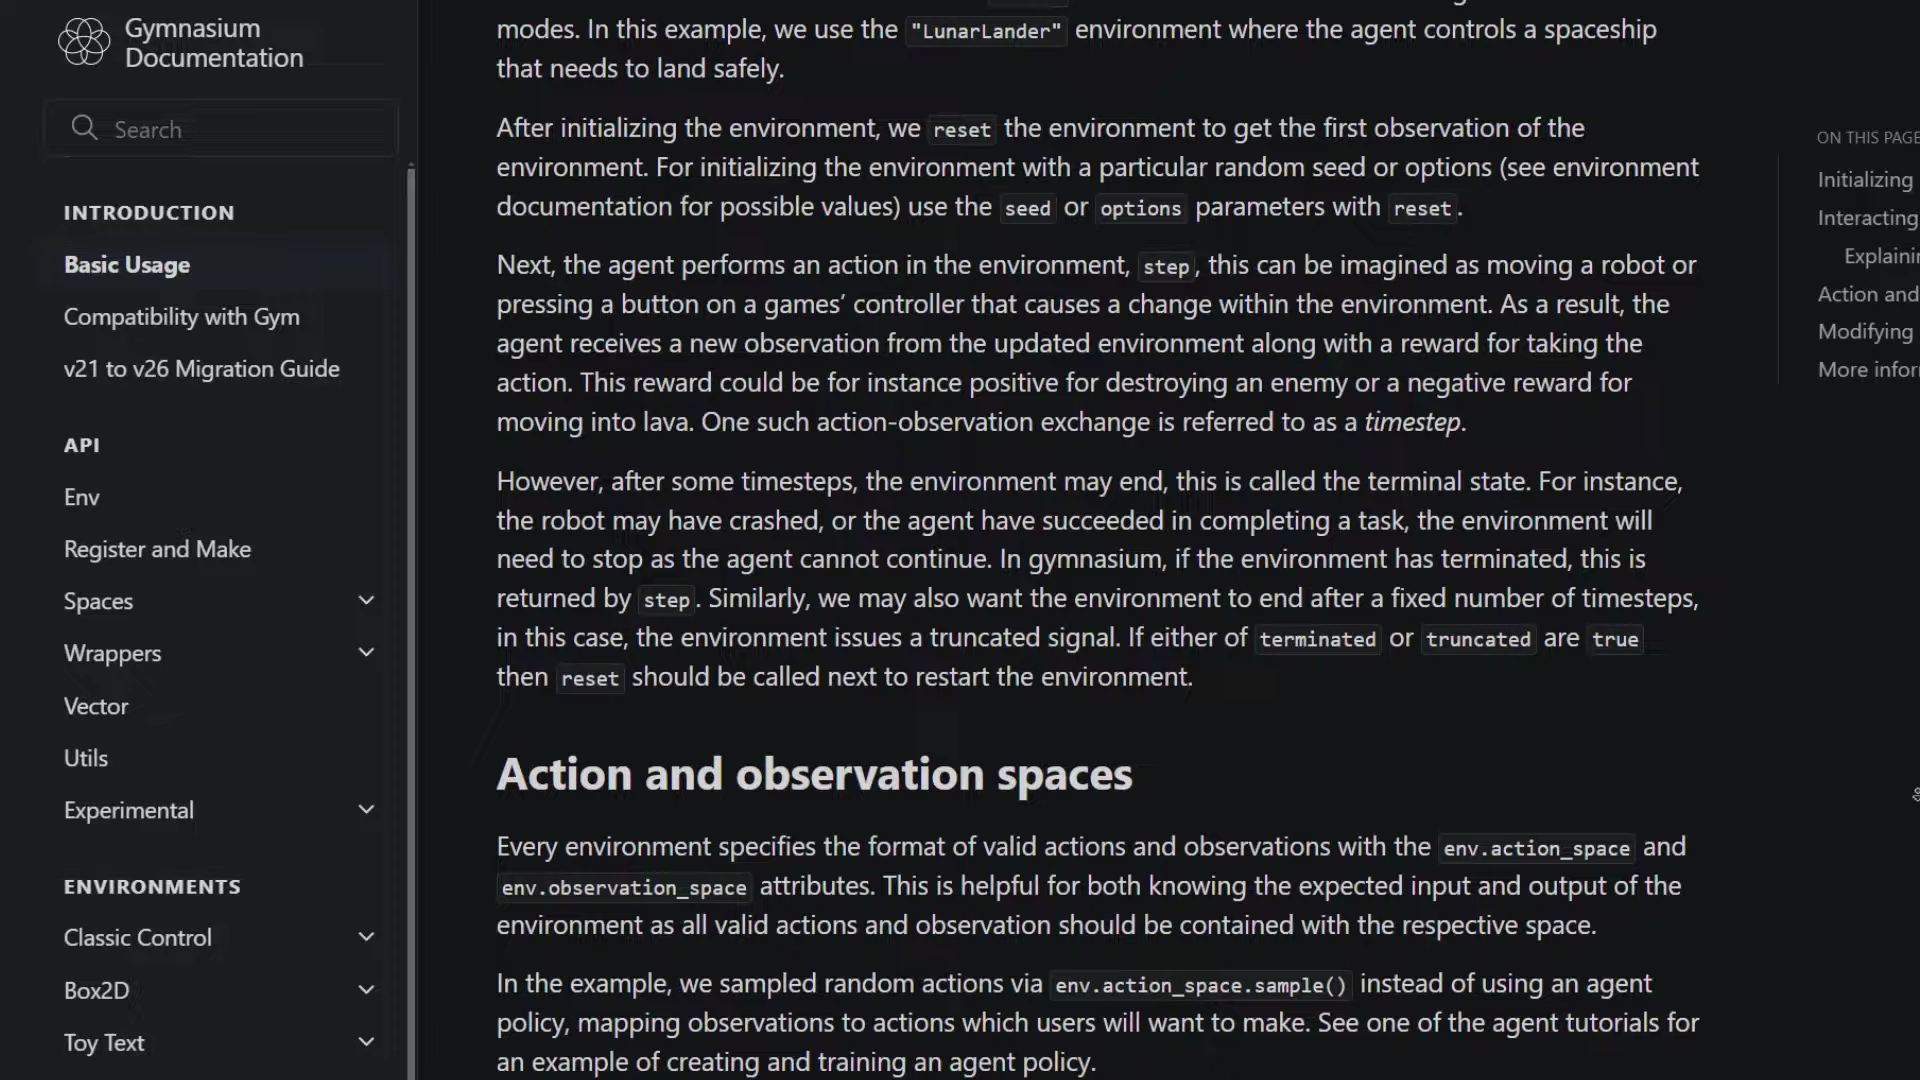 Gymnasium
Documentation
Search
INTRODUCTION
Basic Usage
Compatibility with Gym
v21 to v26 Migration Guide
API
Env
Register and Make
Spaces
Wrappers
Vector
Utils
Experimental
ENVIRONMENTS
Classic Control
Box2D
Toy Text
modes. In this example, we use the "LunarLander" environment where the agent controls a spaceship
that needs to land safely.
After initializing the environment, we reset the environment to get the first observation of the
environment. For initializing the environment with a particular random seed or options (see environment
documentation for possible values) use the seed or options parameters with reset.
Next, the agent performs an action in the environment, step, this can be imagined as moving a robot or
pressing a button on a games’ controller that causes a change within the environment. As a result, the
agent receives a new observation from the updated environment along with a reward for taking the
action. This reward could be for instance positive for destroying an enemy or a negative reward for
moving into lava. One such action-observation exchange is referred to as a timestep.
However, after some timesteps, the environment may end, this is called the terminal state. For instance,
the robot may have crashed, or the agent have succeeded in completing a task, the environment will
need to stop as the agent cannot continue. In gymnasium, if the environment has terminated, this is
returned by step. Similarly, we may also want the environment to end after a fixed number of timesteps,
in this case, the environment issues a truncated signal. If either of terminated or truncated are true
then reset should be called next to restart the environment.
Action and observation spaces
Every environment specifies the format of valid actions and observations with the env.action_space and
env.observation_space attributes. This is helpful for both knowing the expected input and output of the
environment as all valid actions and observation should be contained with the respective space.
In the example, we sampled random actions via env.action_space.sample() instead of using an agent
policy, mapping observations to actions which users will want to make. See one of the agent tutorials for
an example of creating and training an agent policy.
ON THIS PAGE
Initializing
Interacting
Explainin
Action and
Modifying
More infor